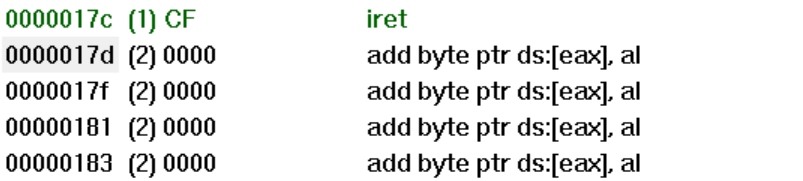 0000017c (1) CF iret
0000017d (2) 0000 add byte ptr ds:[eax], al
0000017f (2) 0000 add byte ptr ds:[eax], al
00000181 (2) 0000 add byte ptr ds:[eax], al
00000183 (2) 0000 add byte ptr ds:[eax], al